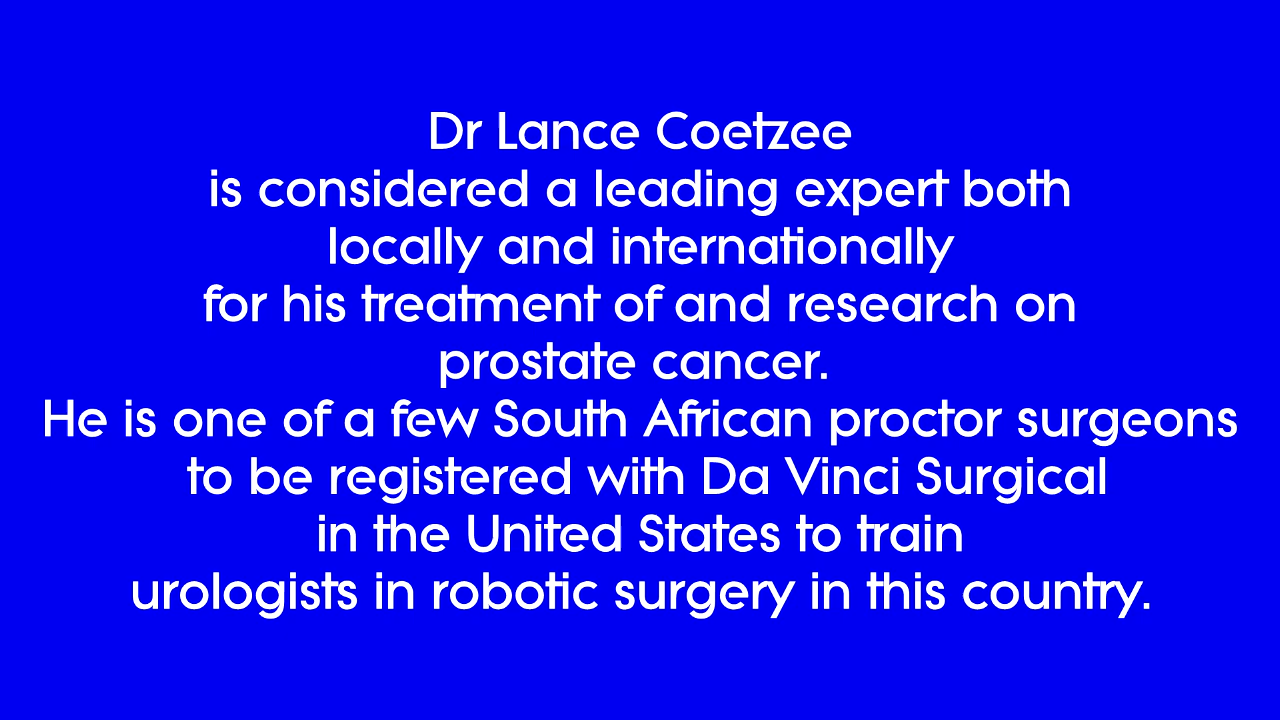 Dr Lance Coetzee
is considered a leading expert both
locally and internationally
for his treatment of and research on
prostate cancer.
He is one of a few South African proctor surgeons
to be registered with Da Vinci Surgical
in the United States to train
urologists in robotic surgery in this country.